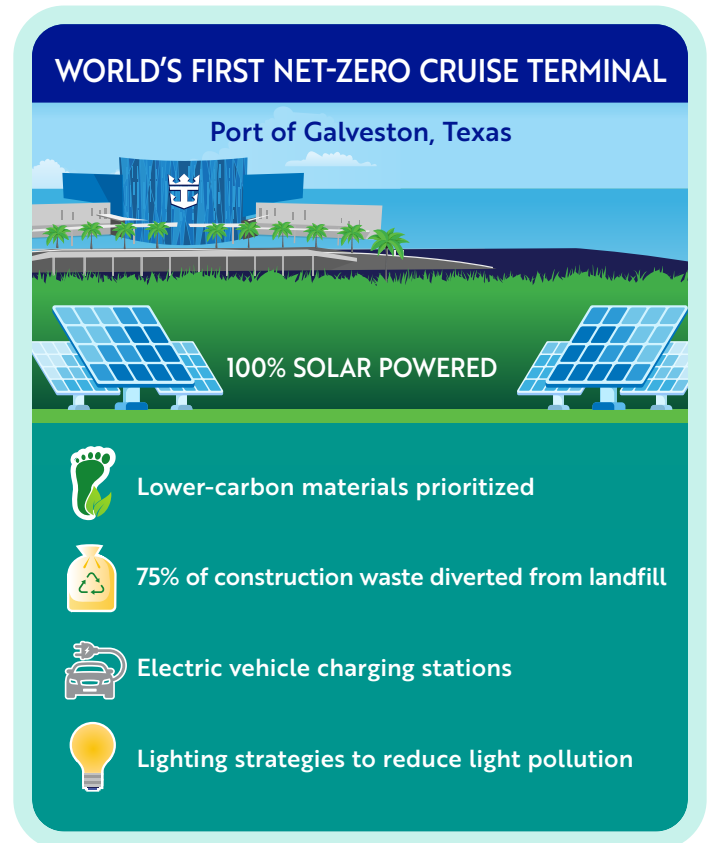 WORLD'S FIRST NET-ZERO CRUISE TERMINAL
Port of Galveston, Texas
100% SOLAR POWERED
Lower-carbon materials prioritized
75% of construction waste diverted from landfill
Electric vehicle charging stations
Lighting strategies to reduce light pollution